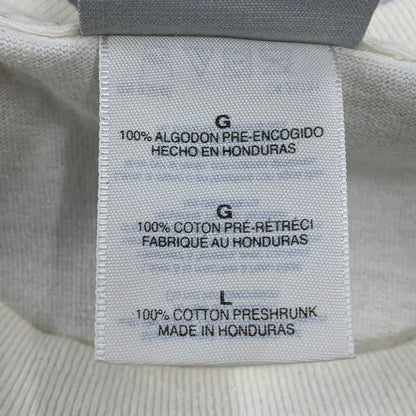 G
100% ALGODON PRE-ENCOGIDO
HECHO EN HONDURAS
G
100% COTON PRÉ-RÉTRÉCI
FABRIQUÉ AU HONDURAS
L
100% COTTON PRESHRUNK
MADE IN HONDURAS